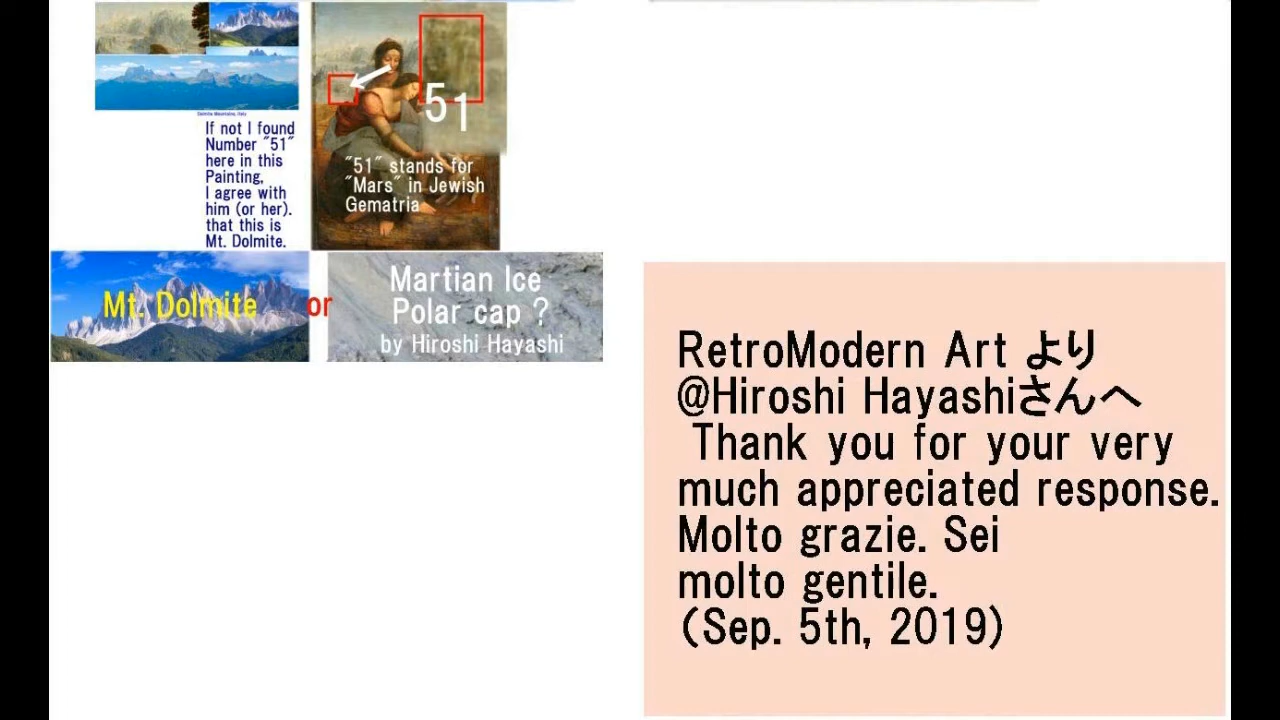 Dolmite Mountains, Italy
If not I found
Number "51"
here in this
Painting,
I agree with
him (or her).
that this is
Mt. Dolmite.
51
"51" stands for
"Mars" in Jewish
Gematria
Mt. Dolmite
or
Martian Ice
Polar cap ?
by Hiroshi Hayashi
RetroModern Art より
@Hiroshi Hayashiさんへ
Thank you for your very
much appreciated response.
Molto grazie. Sei
molto gentile.
(Sep. 5th, 2019)